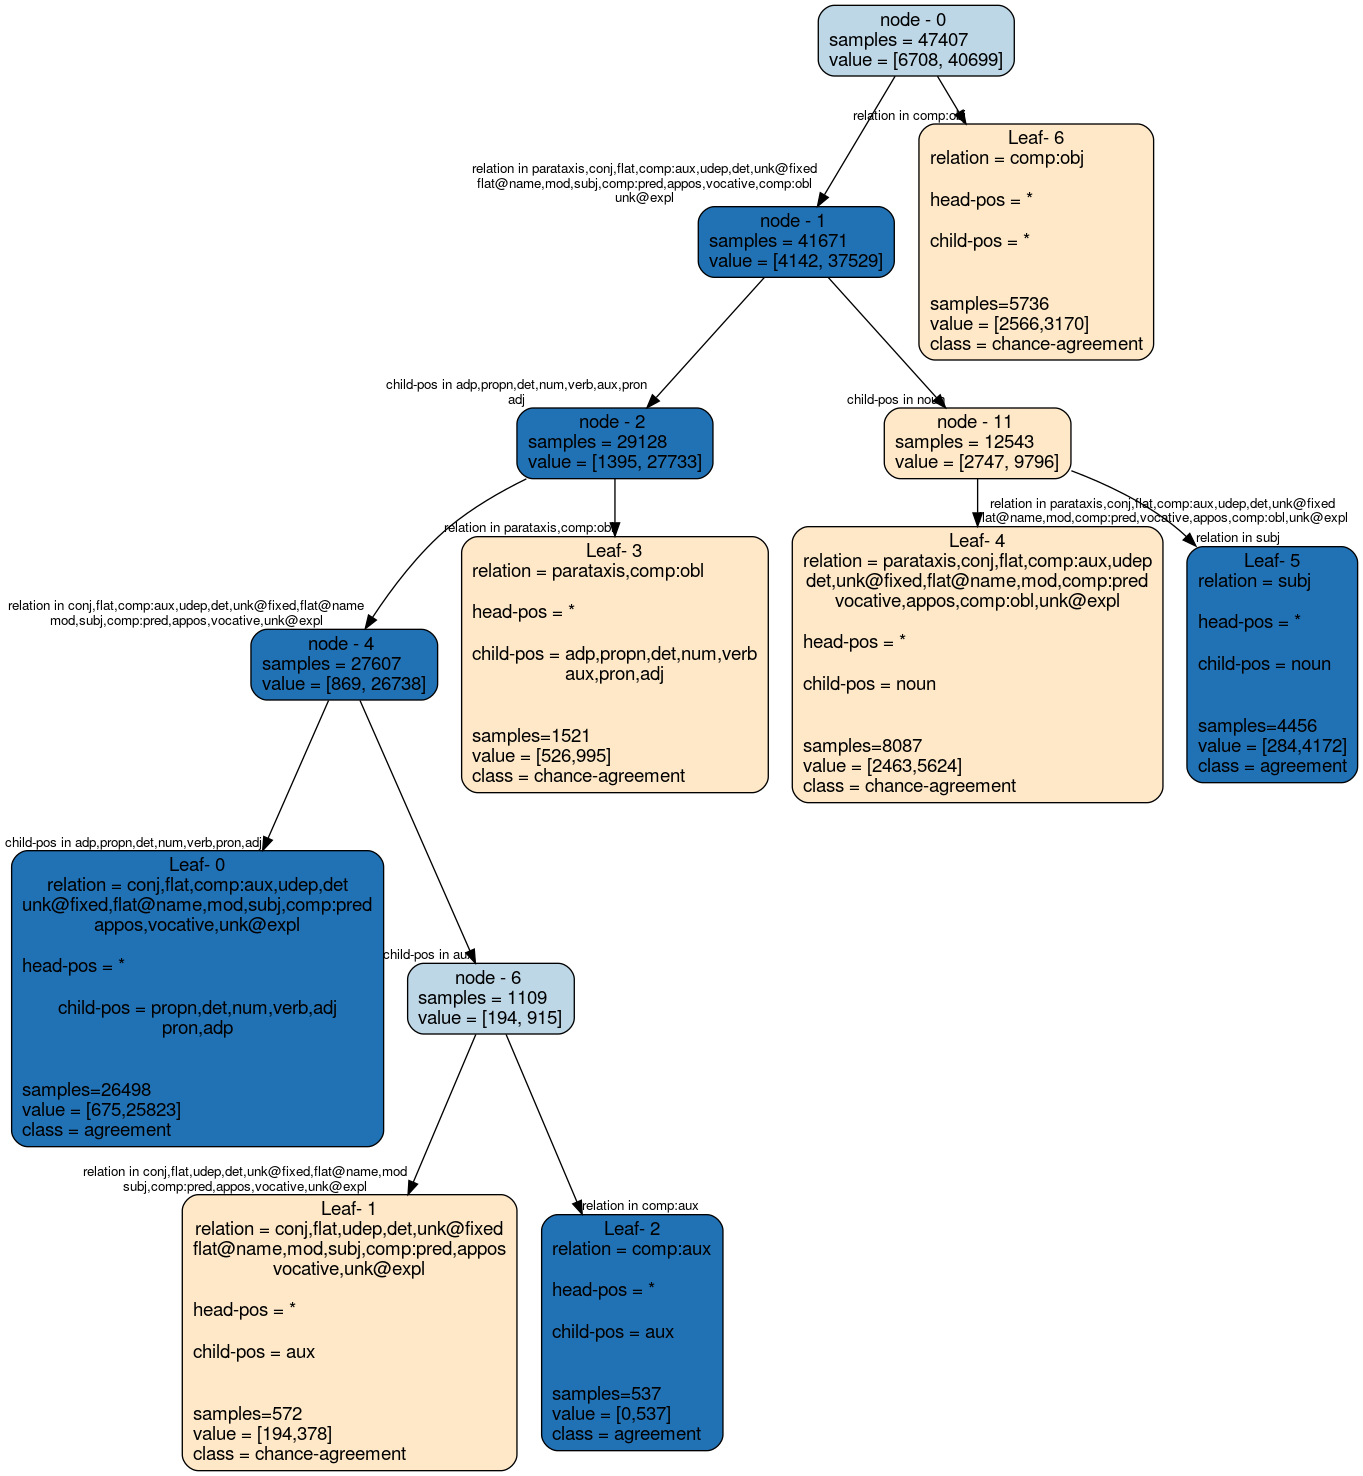 node - 0
samples = 47407
value = [6708, 40699]
relation in comp:obj
Leaf- 6
relation = comp:obj
head-pos = *
child-pos = *
samples=5736
value = [2566,3170]
class = chance-agreement
relation in parataxis,conj,flat,comp:aux,udep,det,unk@fixed
flat@name,mod,subj,comp:pred,appos,vocative,comp:obl
unk@expl
node - 1
samples = 41671
value = [4142, 37529]
child-pos in adp,propn,det,num,verb,aux,pron
adj
node - 2
samples = 29128
value = [1395, 27733]
child-pos in noun
node - 11
samples = 12543
value = [2747, 9796]
relation in parataxis,comp:obl
Leaf- 3
relation = parataxis,comp:obl
head-pos = *
child-pos = adp,propn,det,num,verb
aux,pron,adj
samples=1521
value = [526,995]
class = chance-agreement
relation in parataxis,conj,flat,comp:aux,udep,det,unk@fixed
flat@name,mod,comp:pred,vocative,appos,comp:obl,unk@expl
Leaf- 4
relation = parataxis,conj,flat,comp:aux,udep
det,unk@fixed,flat@name,mod,comp:pred
vocative,appos,comp:obl,unk@expl
head-pos = *
child-pos = noun
samples=8087
value = [2463,5624]
class = chance-agreement
relation in subj
Leaf- 5
relation = subj
head-pos = *
child-pos = noun
samples=4456
value = [284,4172]
class = agreement
relation in conj,flat,comp:aux,udep,det,unk@fixed,flat@name
mod,subj,comp:pred,appos,vocative,unk@expl
node - 4
samples = 27607
value = [869, 26738]
child-pos in adp,propn,det,num,verb,pron,adj
Leaf- 0
relation = conj,flat,comp:aux,udep,det
unk@fixed,flat@name,mod,subj,comp:pred
appos,vocative,unk@expl
head-pos = *
child-pos = propn,det,num,verb,adj
pron,adp
samples=26498
value = [675,25823]
class = agreement
child-pos in aux
node - 6
samples = 1109
value = [194, 915]
relation in conj,flat,udep,det,unk@fixed,flat@name,mod
subj,comp:pred,appos,vocative,unk@expl
Leaf- 1
relation = conj,flat,udep,det,unk@fixed
flat@name,mod,subj,comp:pred,appos
vocative,unk@expl
head-pos = *
child-pos = aux
samples=572
value = [194,378]
class = chance-agreement
relation in comp:aux
Leaf- 2
relation = comp:aux
head-pos = *
child-pos = aux
samples=537
value = [0,537]
class = agreement